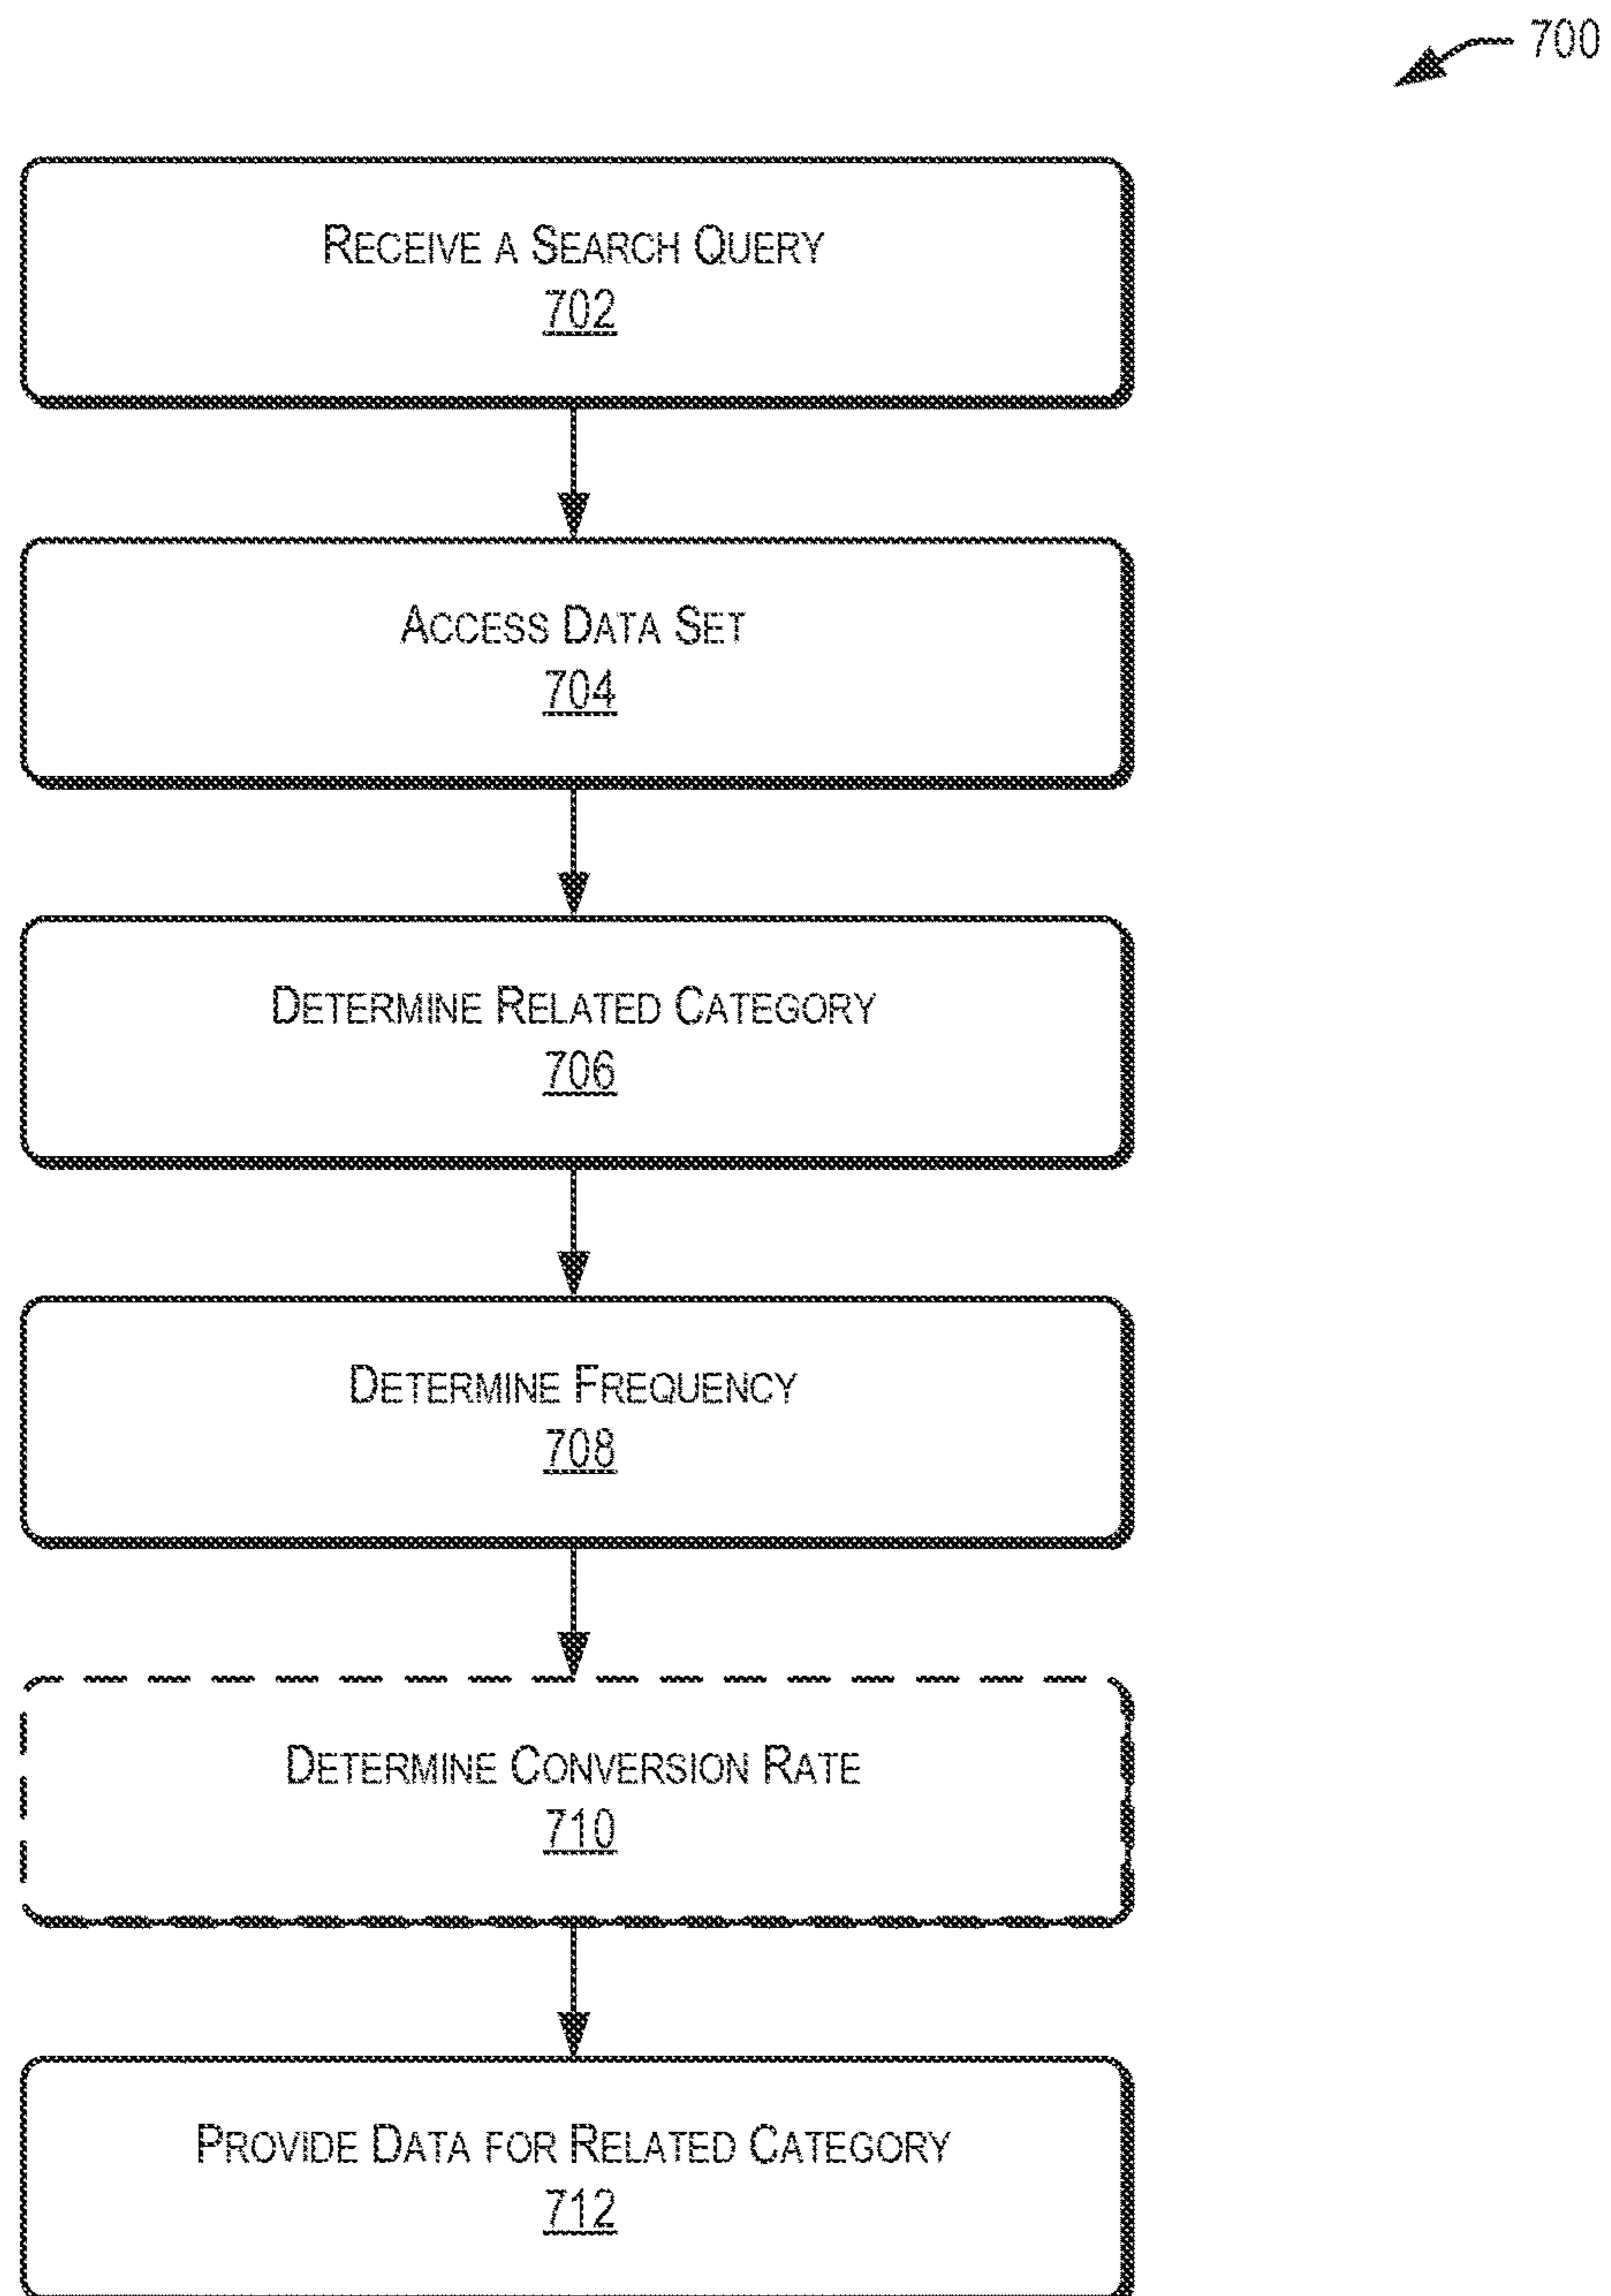 700
RECEIVE A SEARCH QUERY
702
ACCESS DATA SET
704
DETERMINE RELATED CATEGORY
706
DETERMINE FREQUENCY
708
DETERMINE CONVERSION RATE
710
PROVIDE DATA FOR RELATED CATEGORY
712